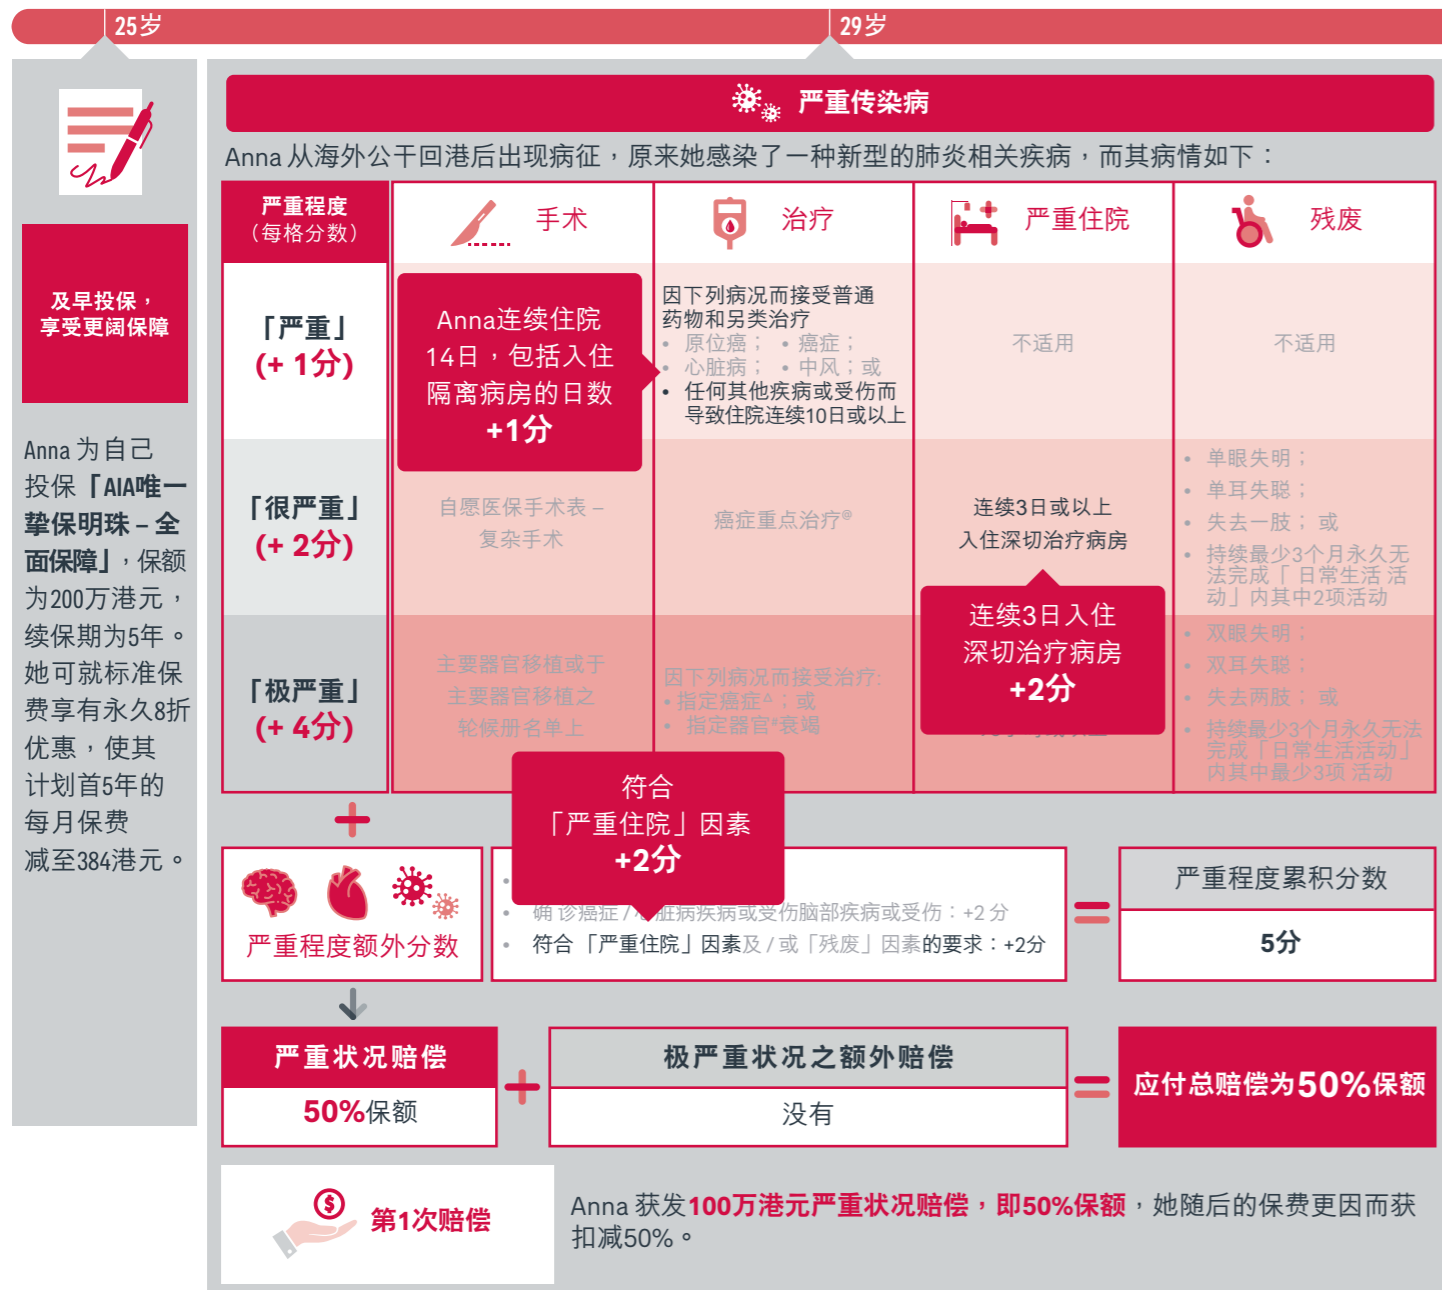 25岁
29岁
及早投保，
享受更阔保障
Anna 为自己
投保「AIA唯一
挚保明珠 – 全
面保障」，保额
为200万港元，
续保期为5年。
她可就标准保
费享有永久8折
优惠，使其
计划首5年的
每月保费
减至384港元。
严重传染病
Anna 从海外公干回港后出现病征，原来她感染了一种新型的肺炎相关疾病，而其病情如下：
严重程度
（每格分数）
手术
治疗
严重住院
残废
「严重」
(+ 1分)
Anna连续住院
14日，包括入住
隔离病房的日数
+1分
因下列病况而接受普通
药物和另类治疗
• 原位癌； • 癌症；
• 心脏病； • 中风；或
• 任何其他疾病或受伤而
导致住院连续10日或以上
不适用
不适用
「很严重」
(+ 2分)
自愿医保手术表 –
复杂手术
癌症重点治疗@
连续3日或以上
入住深切治疗病房
• 单眼失明；
• 单耳失聪；
• 失去一肢； 或
• 持续最少3个月永久无
法完成「 日常生活 活
动」内其中2项活动
连续3日入住
深切治疗病房
+2分
「极严重」
(+ 4分)
主要器官移植或于
主要器官移植之
轮候册名单上
因下列病况而接受治疗:
• 指定癌症△；或
• 指定器官#衰竭
• 双眼失明；
• 双耳失聪；
• 失去两肢； 或
• 持续最少3个月永久无法
完成「日常生活活动」
内其中最少3项 活动
+
符合
「严重住院」因素
+2分
严重程度额外分数
•
• 确 诊癌症 / 脏病疾病或受伤脑部疾病或受伤：+2 分
• 符合 「严重住院」因素及 / 或「残废」因素的要求：+2分
=
严重程度累积分数
5分
严重状况赔偿
50%保额
+
极严重状况之额外赔偿
没有
=
应付总赔偿为50%保额
第1次赔偿
Anna 获发100万港元严重状况赔偿，即50%保额，她随后的保费更因而获
扣减50%。